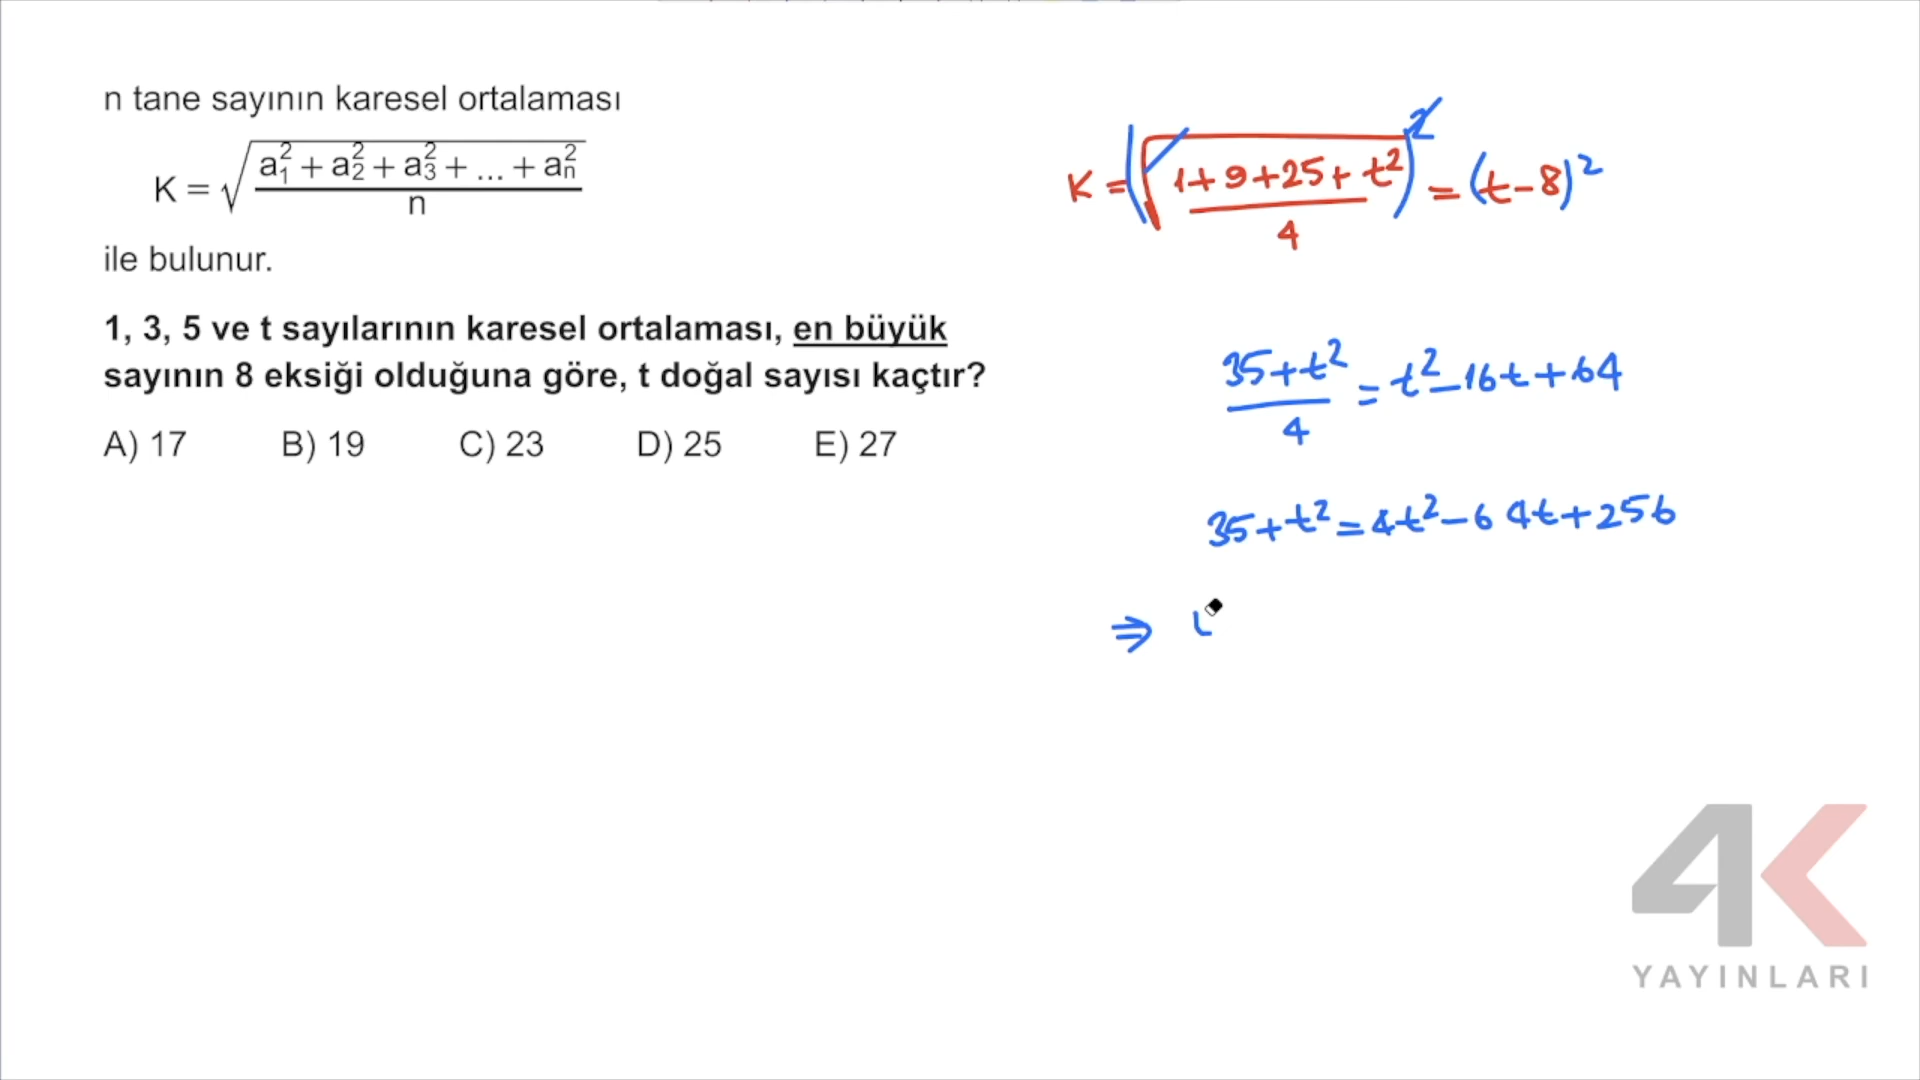 n tane sayının karesel ortalaması
K = √((a₁² + a₂² + a₃² + ... + aₙ²)/n)
ile bulunur.
1, 3, 5 ve t sayılarının karesel ortalaması, en büyük
sayının 8 eksiği olduğuna göre, t doğal sayısı kaçtır?
A) 17 B) 19 C) 23 D) 25 E) 27
K = (√((1+9+25+t²)/4))² = (t-8)²
(35+t²)/4 = t²-16t+64
35+t²=4t²-64t+256
⇒
4K
YAYINLARI